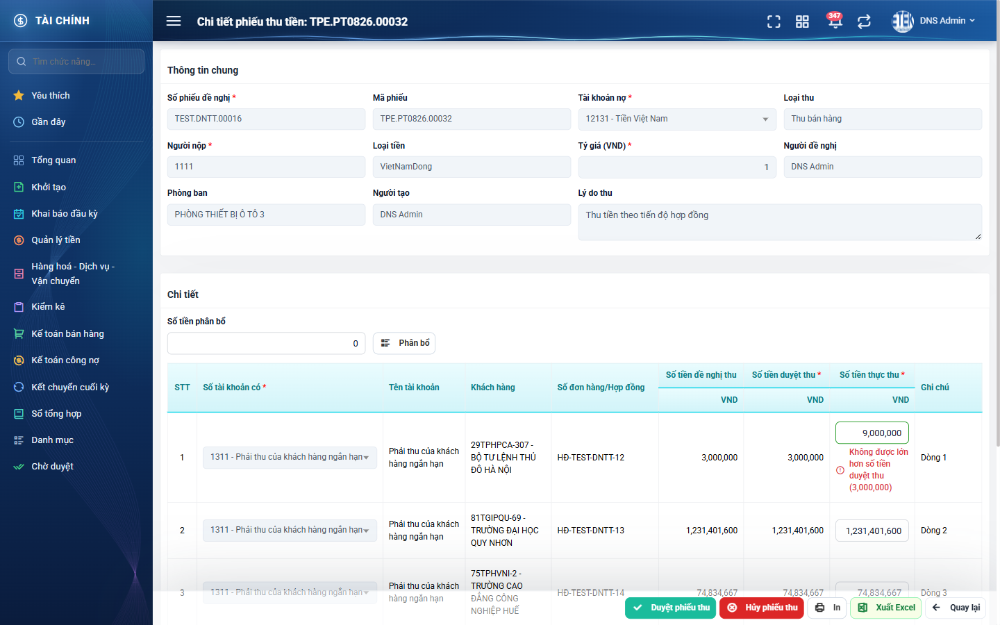 TÀI CHÍNH
Chi tiết phiếu thu tiền: TPE.PT0826.00032
347
DNS Admin
Tìm chức năng...
Yêu thích
Gần đây
Tổng quan
Khởi tạo
Khai báo đầu kỳ
Quản lý tiền
Hàng hoá - Dịch vụ -
Vận chuyển
Kiểm kê
Kế toán bán hàng
Kế toán công nợ
Kết chuyển cuối kỳ
Sổ tổng hợp
Danh mục
Chờ duyệt
Thông tin chung
Số phiếu đề nghị * Mã phiếu Tài khoản nợ * Loại thu
TEST.DNTT.00016 TPE.PT0826.00032 12131 - Tiền Việt Nam Thu bán hàng
Người nộp * Loại tiền Tỷ giá (VND) * Người đề nghị
1111 VietNamDong 1 DNS Admin
Phòng ban Người tạo Lý do thu
PHÒNG THIẾT BỊ Ô TÔ 3 DNS Admin Thu tiền theo tiến độ hợp đồng
Chi tiết
Số tiền phân bổ
0 Phân bổ
STT Số tài khoản có * Tên tài khoản Khách hàng Số đơn hàng/Hợp đồng Số tiền đề nghị thu Số tiền duyệt thu * Số tiền thực thu * Ghi chú
VND VND VND
1 1311 - Phải thu của khách hàng ngắn hạn Phải thu của khách hàng ngắn hạn 29TPHPCA-307 - BỘ TƯ LỆNH THỦ ĐÔ HÀ NỘI HĐ-TEST-DNTT-12 3,000,000 3,000,000 9,000,000 Dòng 1
Không được lớn
hơn số tiền
duyệt thu
(3,000,000)
2 1311 - Phải thu của khách hàng ngắn hạn Phải thu của khách hàng ngắn hạn 81TGIPQU-69 - TRƯỜNG ĐẠI HỌC QUY NHƠN HĐ-TEST-DNTT-13 1,231,401,600 1,231,401,600 1,231,401,600 Dòng 2
3 1311 - Phải thu của khách hàng ngắn hạn Phải thu của khách hàng ngắn hạn 75TPHVNI-2 - TRƯỜNG CAO ĐẲNG CÔNG NGHIỆP HUẾ HĐ-TEST-DNTT-14 74,834,667 74,834,667 74,834,667 Dòng 3
Duyệt phiếu thu Hủy phiếu thu In Xuất Excel Quay lại